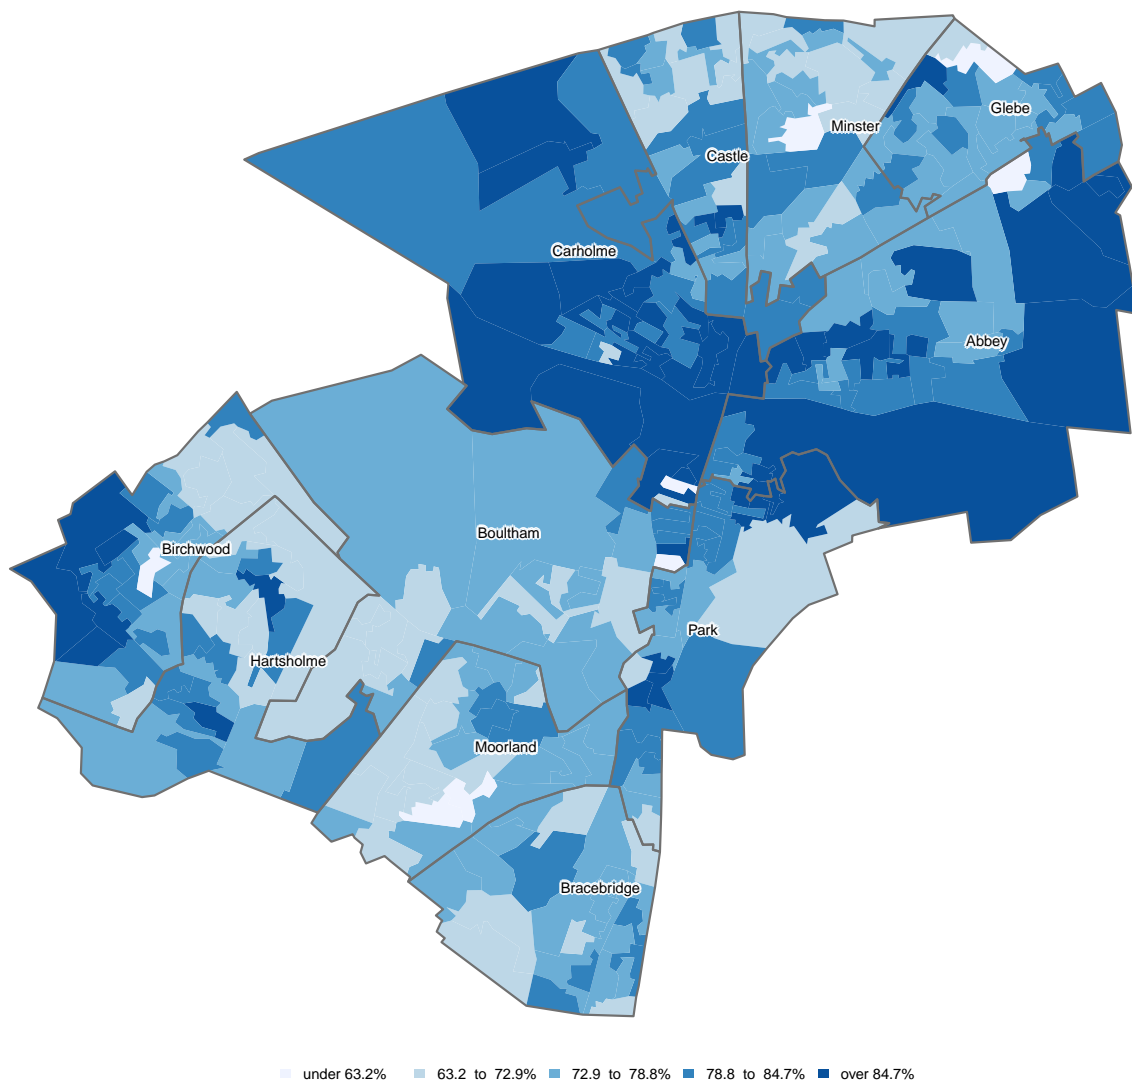 Glebe
Minster
Castle
Carholme
Abbey
Boultham
Birchwood
Park
Hartsholme
Moorland
Bracebridge
under 63.2% 63.2 to 72.9% 72.9 to 78.8% 78.8 to 84.7% over 84.7%